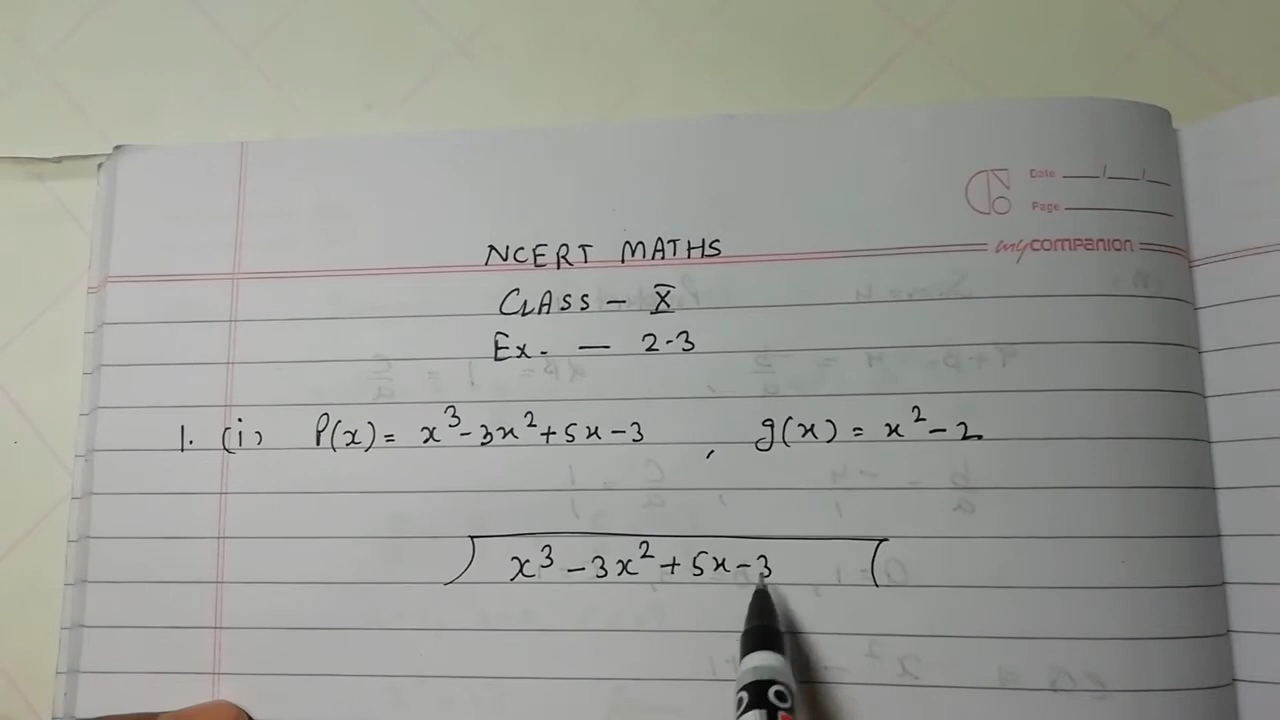 Date
Page
mycompanion
NCERT MATHS
CLASS - X
Ex. - 2.3
1. (i) P(x) = x³-3x²+5x-3 , g(x) = x²-2
x³-3x²+5x-3